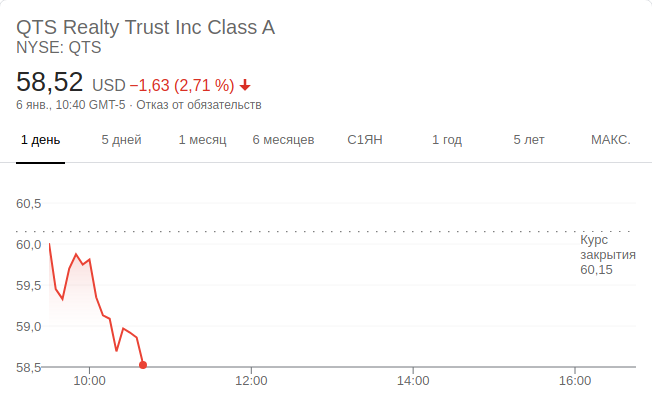 QTS Realty Trust Inc Class A
NYSE: QTS
58,52 USD −1,63 (2,71 %)
6 янв., 10:40 GMT-5 · Отказ от обязательств
1 день 5 дней 1 месяц 6 месяцев С1ЯН 1 год 5 лет МАКС.
60,5
60,0
59,5
59,0
58,5
Курс
закрытия
60,15
10:00 12:00 14:00 16:00